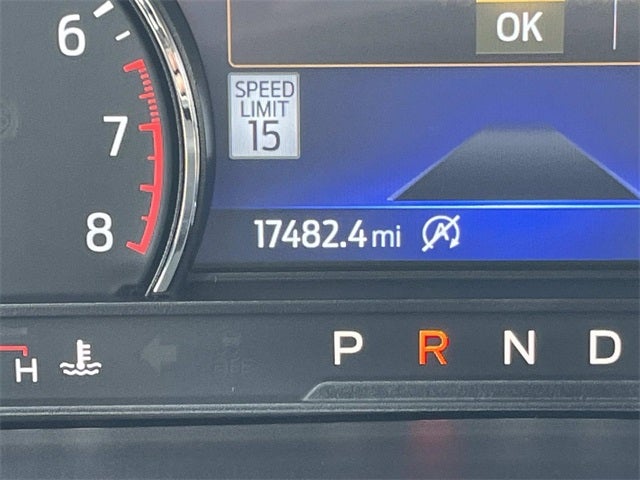 6
OK
SPEED
LIMIT
15
7
8
17482.4 mi
A
P R N D
H